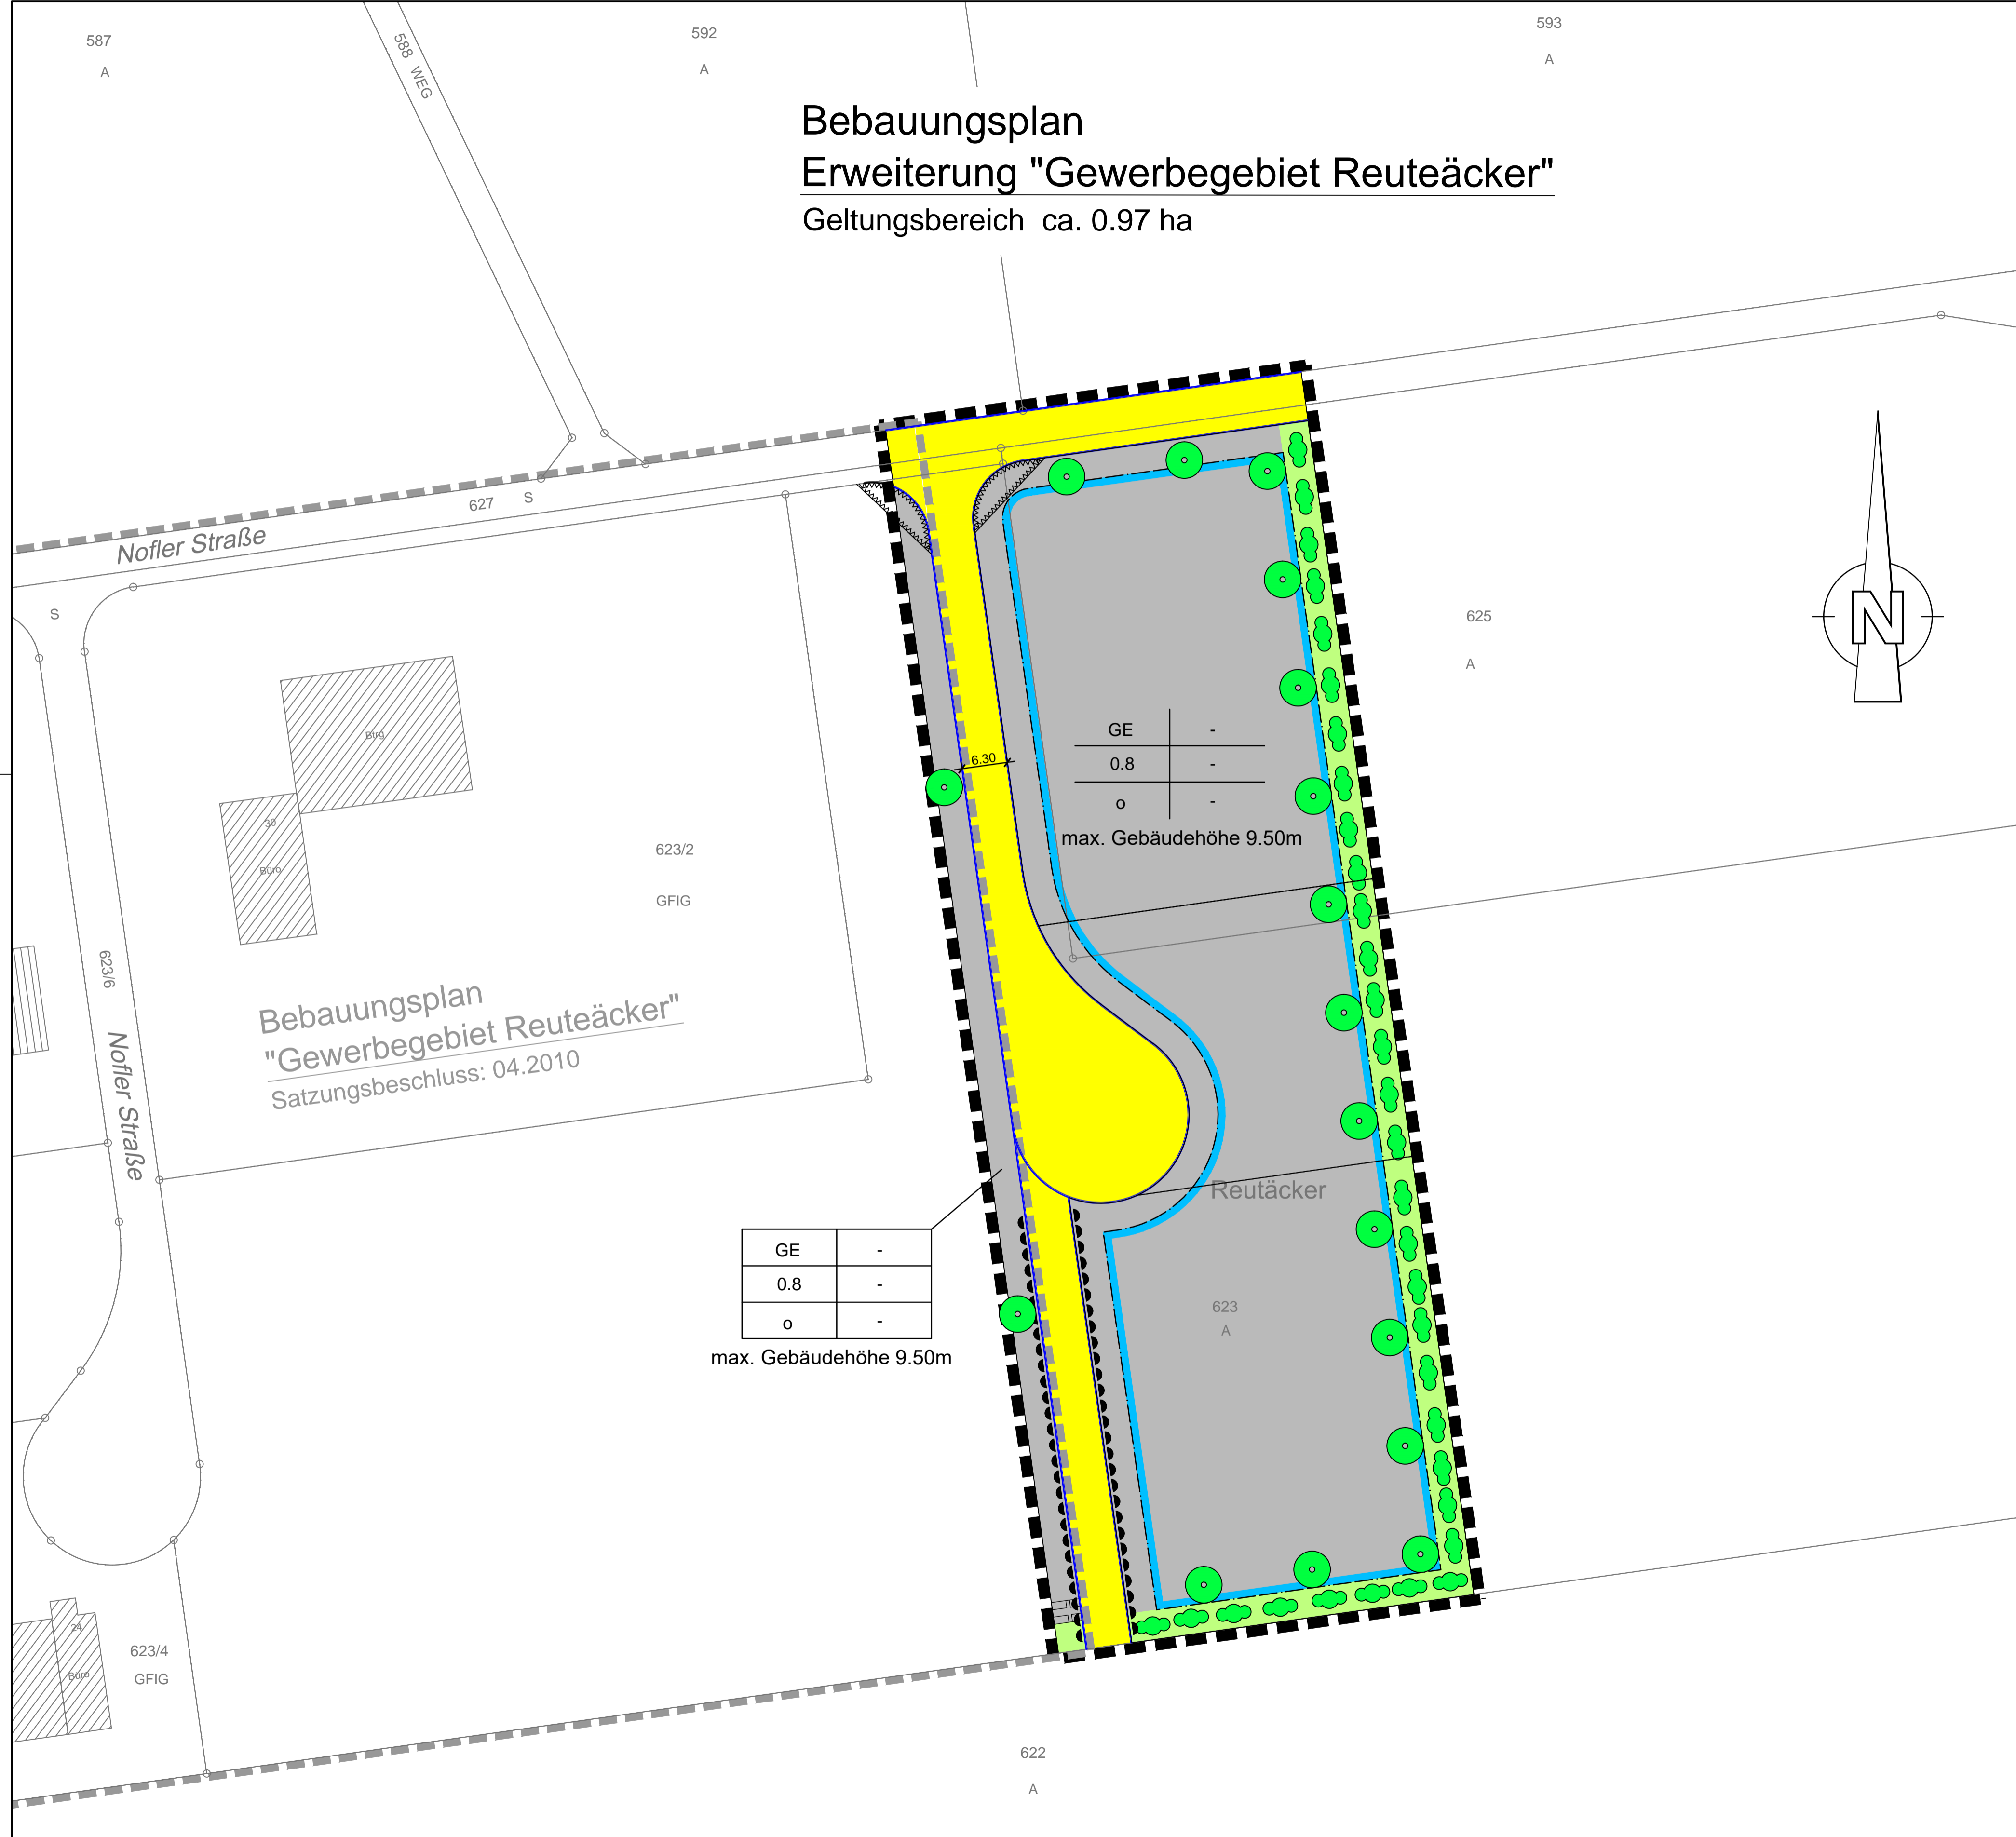 587
A
588 WEG
592
A
593
A
Bebauungsplan
Erweiterung "Gewerbegebiet Reuteäcker"
Geltungsbereich ca. 0.97 ha
627
S
Nofler Straße
S
625
A
N
Btrg
30
Büro
623/2
GFIG
6.30
GE -
0.8 -
o -
max. Gebäudehöhe 9.50m
623/6
Nofler Straße
Bebauungsplan
"Gewerbegebiet Reuteäcker"
Satzungsbeschluss: 04.2010
Reutäcker
GE -
0.8 -
o -
max. Gebäudehöhe 9.50m
623
A
24
Büro
623/4
GFIG
622
A